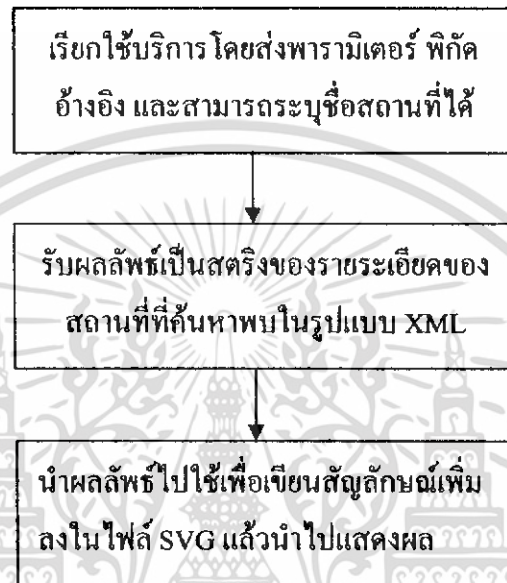 เรียกใช้บริการ โดยส่งพารามิเตอร์ พิกัด
อ้างอิง และสามารถระบุชื่อสถานที่ได้
รับผลลัพธ์เป็นสตริงของรายระเอียดของ
สถานที่ที่ค้นหาพบในรูปแบบ XML
นำผลลัพธ์ไปใช้เพื่อเขียนสัญลักษณ์เพิ่ม
ลงในไฟล์ SVG แล้วนำไปแสดงผล